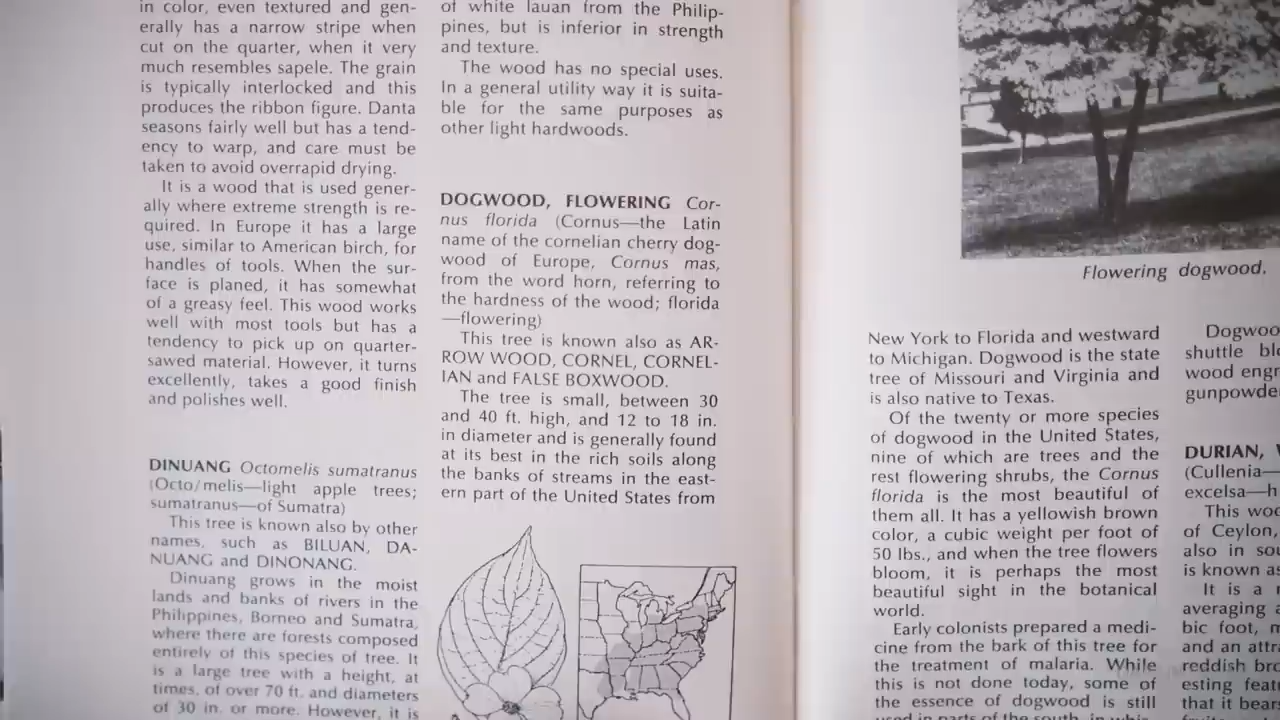 in color, even textured and gen-
erally has a narrow stripe when
cut on the quarter, when it very
much resembles sapele. The grain
is typically interlocked and this
produces the ribbon figure. Danta
seasons fairly well but has a tend-
ency to warp, and care must be
taken to avoid overrapid drying.
It is a wood that is used gener-
ally where extreme strength is re-
quired. In Europe it has a large
use, similar to American birch, for
handles of tools. When the sur-
face is planed, it has somewhat
of a greasy feel. This wood works
well with most tools but has a
tendency to pick up on quarter-
sawed material. However, it turns
excellently, takes a good finish
and polishes well.
DINUANG Octomelis sumatranus
(Octo/melis—light apple trees;
sumatranus—of Sumatra)
This tree is known also by other
names, such as BILUAN, DA-
NUANG and DINONANG.
Dinuang grows in the moist
lands and banks of rivers in the
Philippines, Borneo and Sumatra,
where there are forests composed
entirely of this species of tree. It
is a large tree with a height, at
times, of over 70 ft. and diameters
of 30 in. or more. However, it is
of white lauan from the Philip-
pines, but is inferior in strength
and texture.
The wood has no special uses.
In a general utility way it is suita-
ble for the same purposes as
other light hardwoods.
DOGWOOD, FLOWERING Cor-
nus florida (Cornus—the Latin
name of the cornelian cherry dog-
wood of Europe, Cornus mas,
from the word horn, referring to
the hardness of the wood; florida
—flowering)
This tree is known also as AR-
ROW WOOD, CORNEL, CORNEL-
IAN and FALSE BOXWOOD.
The tree is small, between 30
and 40 ft. high, and 12 to 18 in.
in diameter and is generally found
at its best in the rich soils along
the banks of streams in the east-
ern part of the United States from
Flowering dogwood.
New York to Florida and westward
to Michigan. Dogwood is the state
tree of Missouri and Virginia and
is also native to Texas.
Of the twenty or more species
of dogwood in the United States,
nine of which are trees and the
rest flowering shrubs, the Cornus
florida is the most beautiful of
them all. It has a yellowish brown
color, a cubic weight per foot of
50 lbs., and when the tree flowers
bloom, it is perhaps the most
beautiful sight in the botanical
world.
Early colonists prepared a medi-
cine from the bark of this tree for
the treatment of malaria. While
this is not done today, some of
the essence of dogwood is still
used in parts of the south, in
Dogwoo
shuttle bl
wood engr
gunpowde
DURIAN,
(Cullenia—
excelsa—h
This woo
of Ceylon,
also in so
is known as
It is a
averaging a
bic foot, m
and an attr
reddish bro
esting feat
that it bear